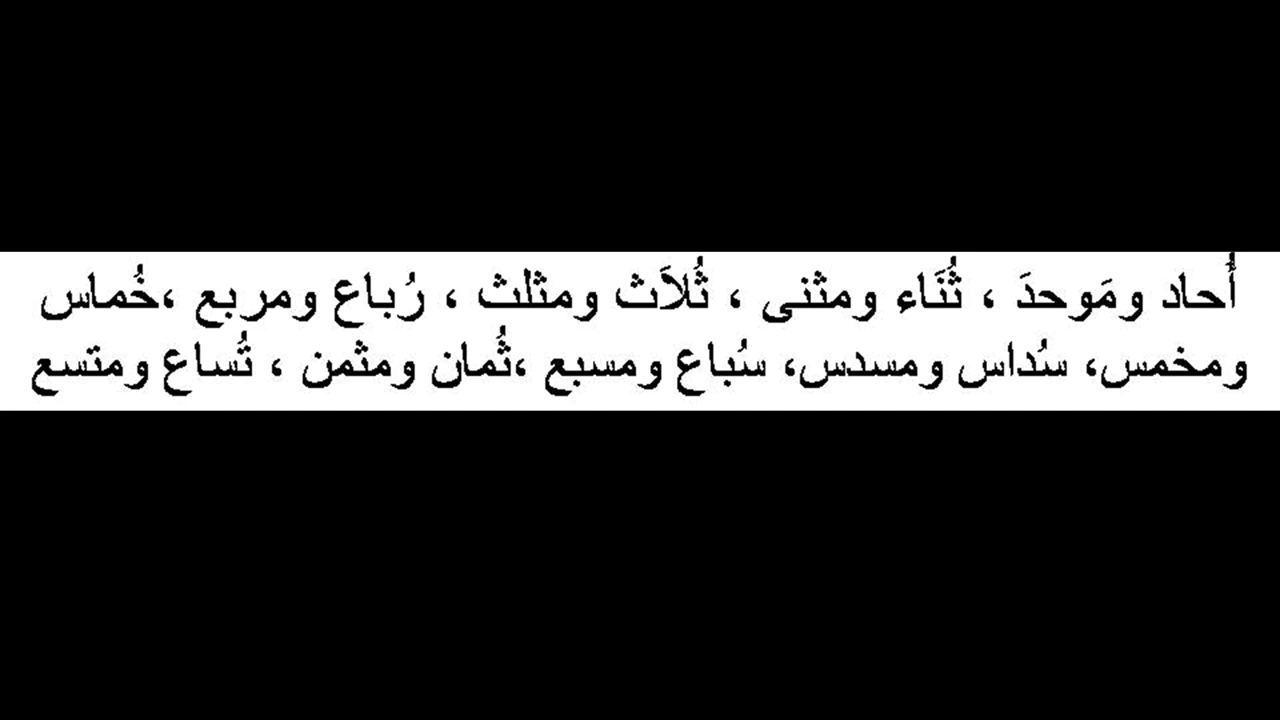 أُحاد ومَوحدَ ، ثُنَاء ومثنى ، ثُلاَث ومثلث ، رُباع ومربع ،خُماس
ومخمس، سُداس ومسدس، سُباع ومسبع ،ثُمان ومثمن ، تُساع ومتسع